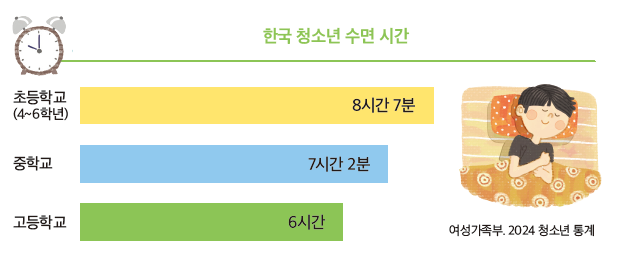 한국 청소년 수면 시간
초등학교
(4~6학년)
8시간 7분
중학교
7시간 2분
고등학교
6시간
여성가족부. 2024 청소년 통계